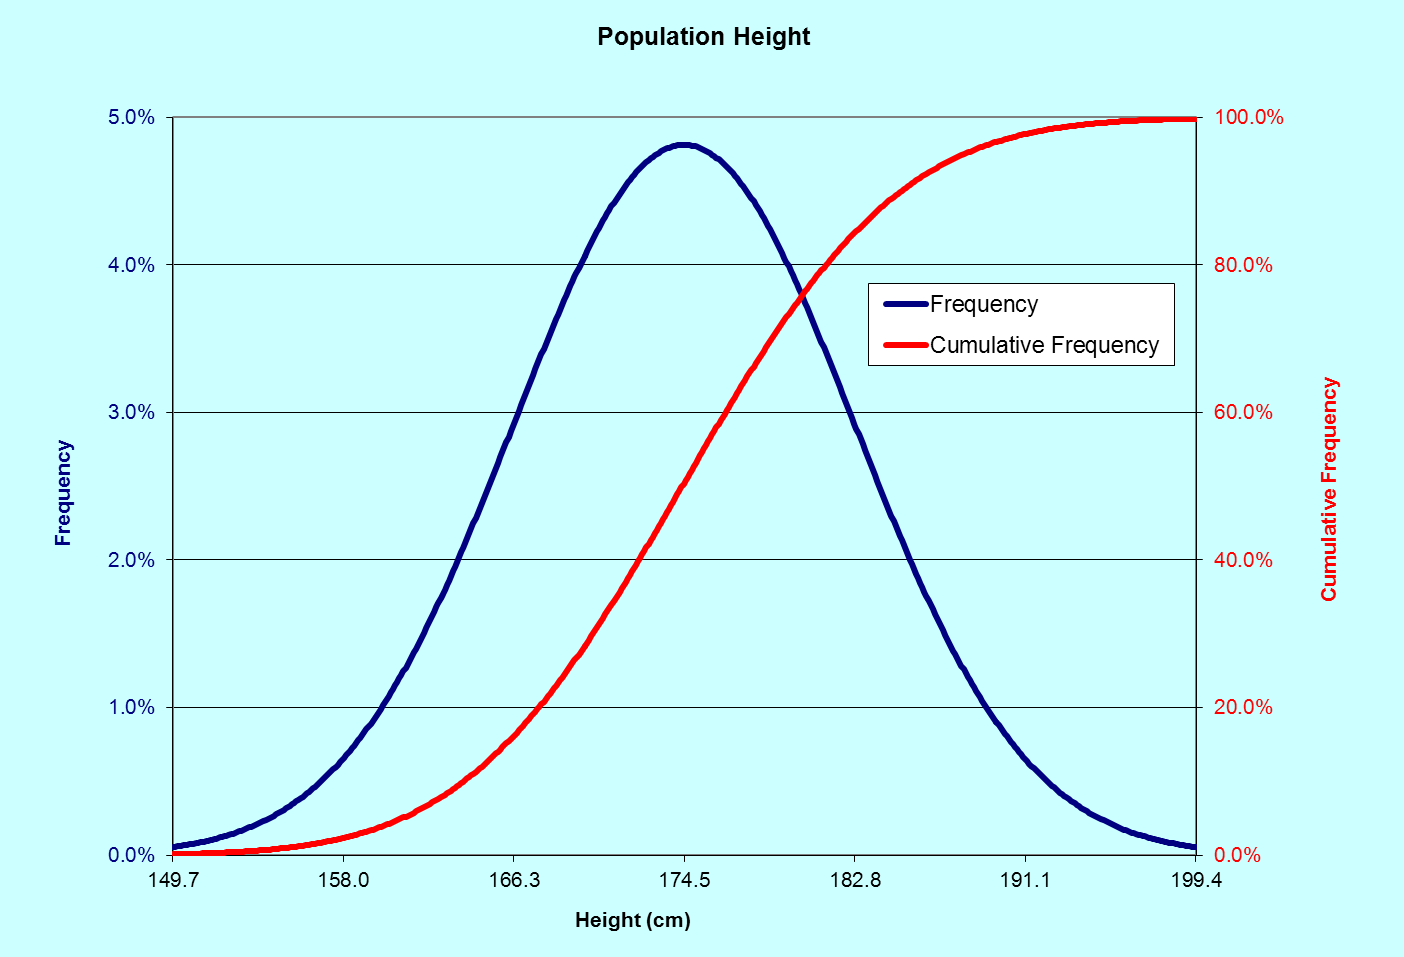 Population Height
5.0%
4.0%
3.0%
2.0%
1.0%
0.0%
Frequency
100.0%
80.0%
60.0%
40.0%
20.0%
0.0%
Cumulative Frequency
Frequency
Cumulative Frequency
149.7 158.0 166.3 174.5 182.8 191.1 199.4
Height (cm)